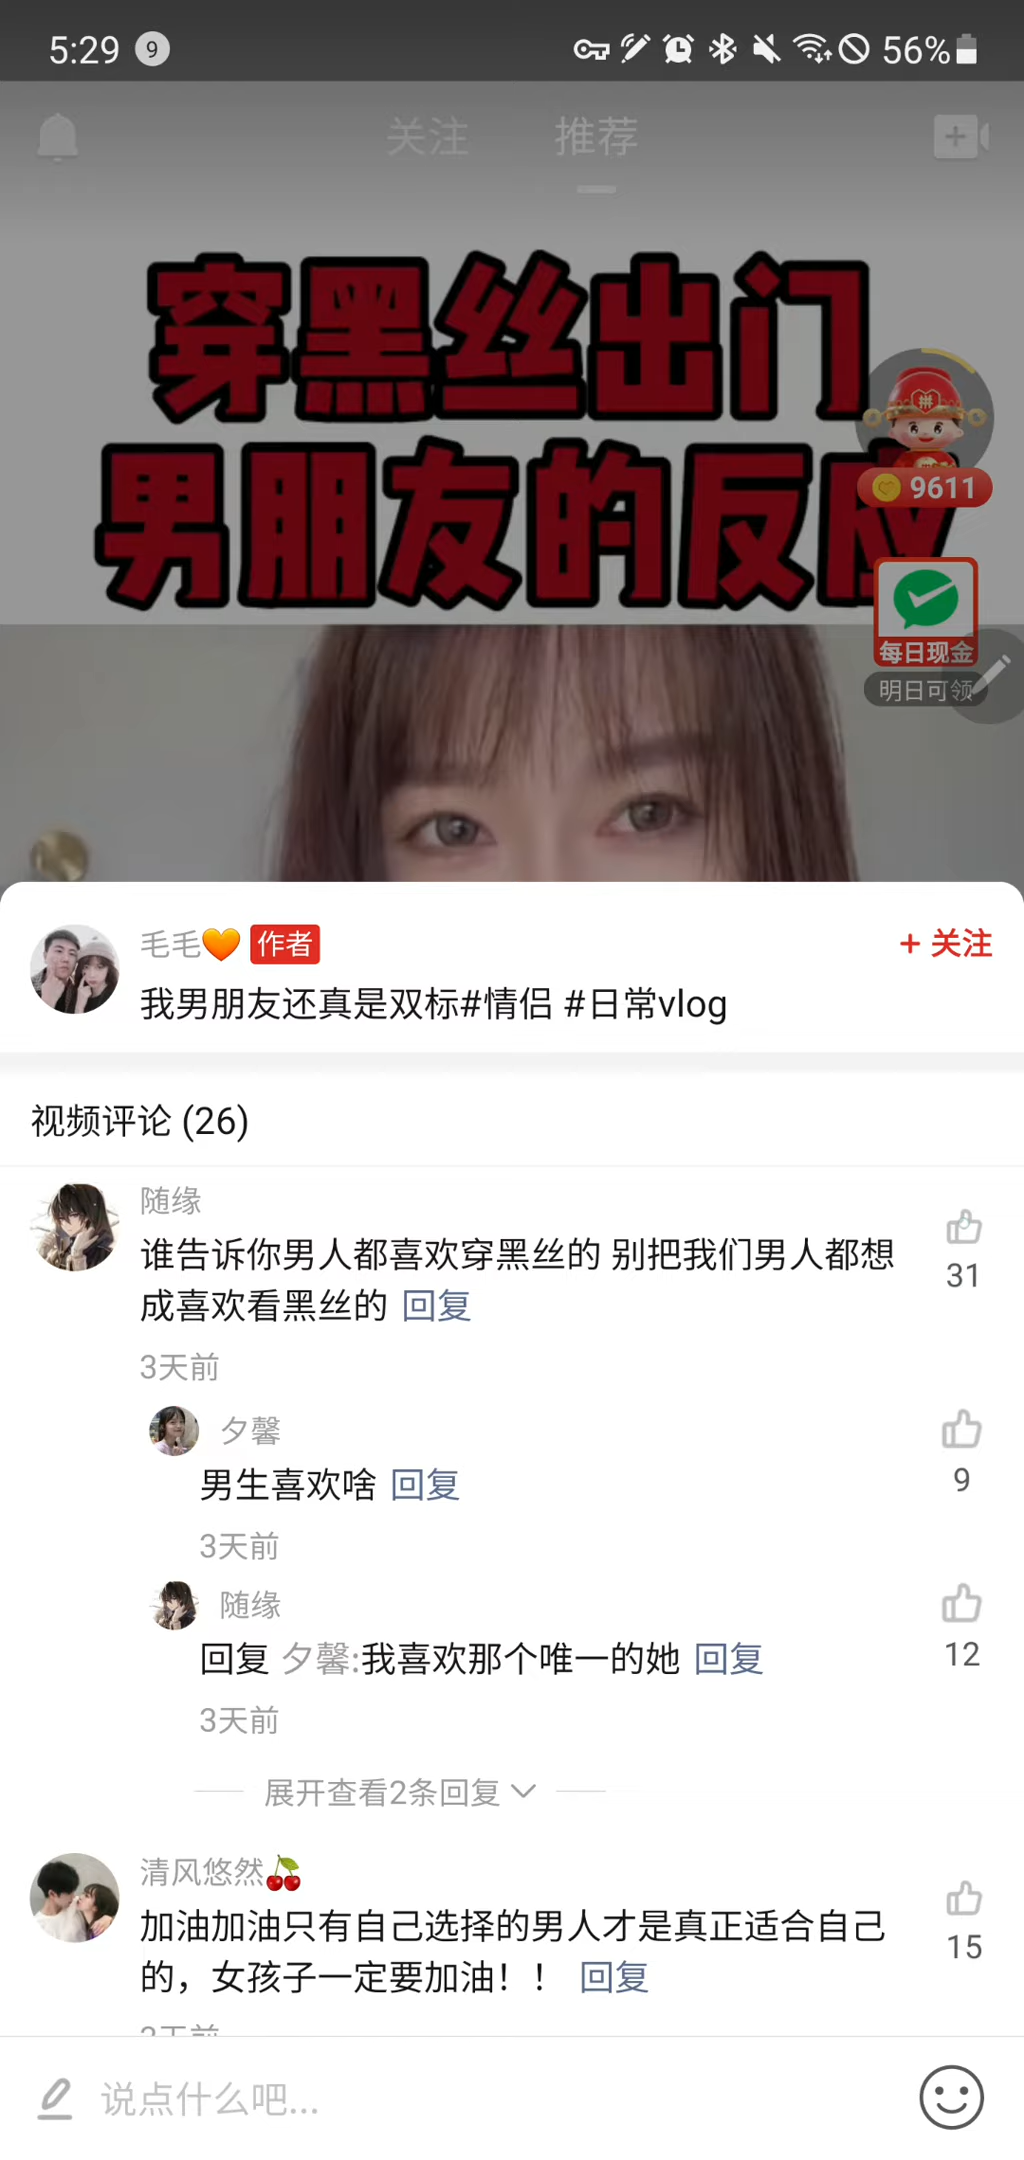 5:29 9 56%
关注 推荐
穿黑丝出门
男朋友的反应
拼
9611
每日现金
明日可领
毛毛🧡 作者 + 关注
我男朋友还真是双标#情侣 #日常vlog
视频评论 (26)
随缘
谁告诉你男人都喜欢穿黑丝的 别把我们男人都想
成喜欢看黑丝的 回复
31
3天前
夕馨
男生喜欢啥 回复
9
3天前
随缘
回复 夕馨:我喜欢那个唯一的她 回复
12
3天前
展开查看2条回复
清风悠然🍒
加油加油只有自己选择的男人才是真正适合自己
的，女孩子一定要加油！！ 回复
15
说点什么吧...